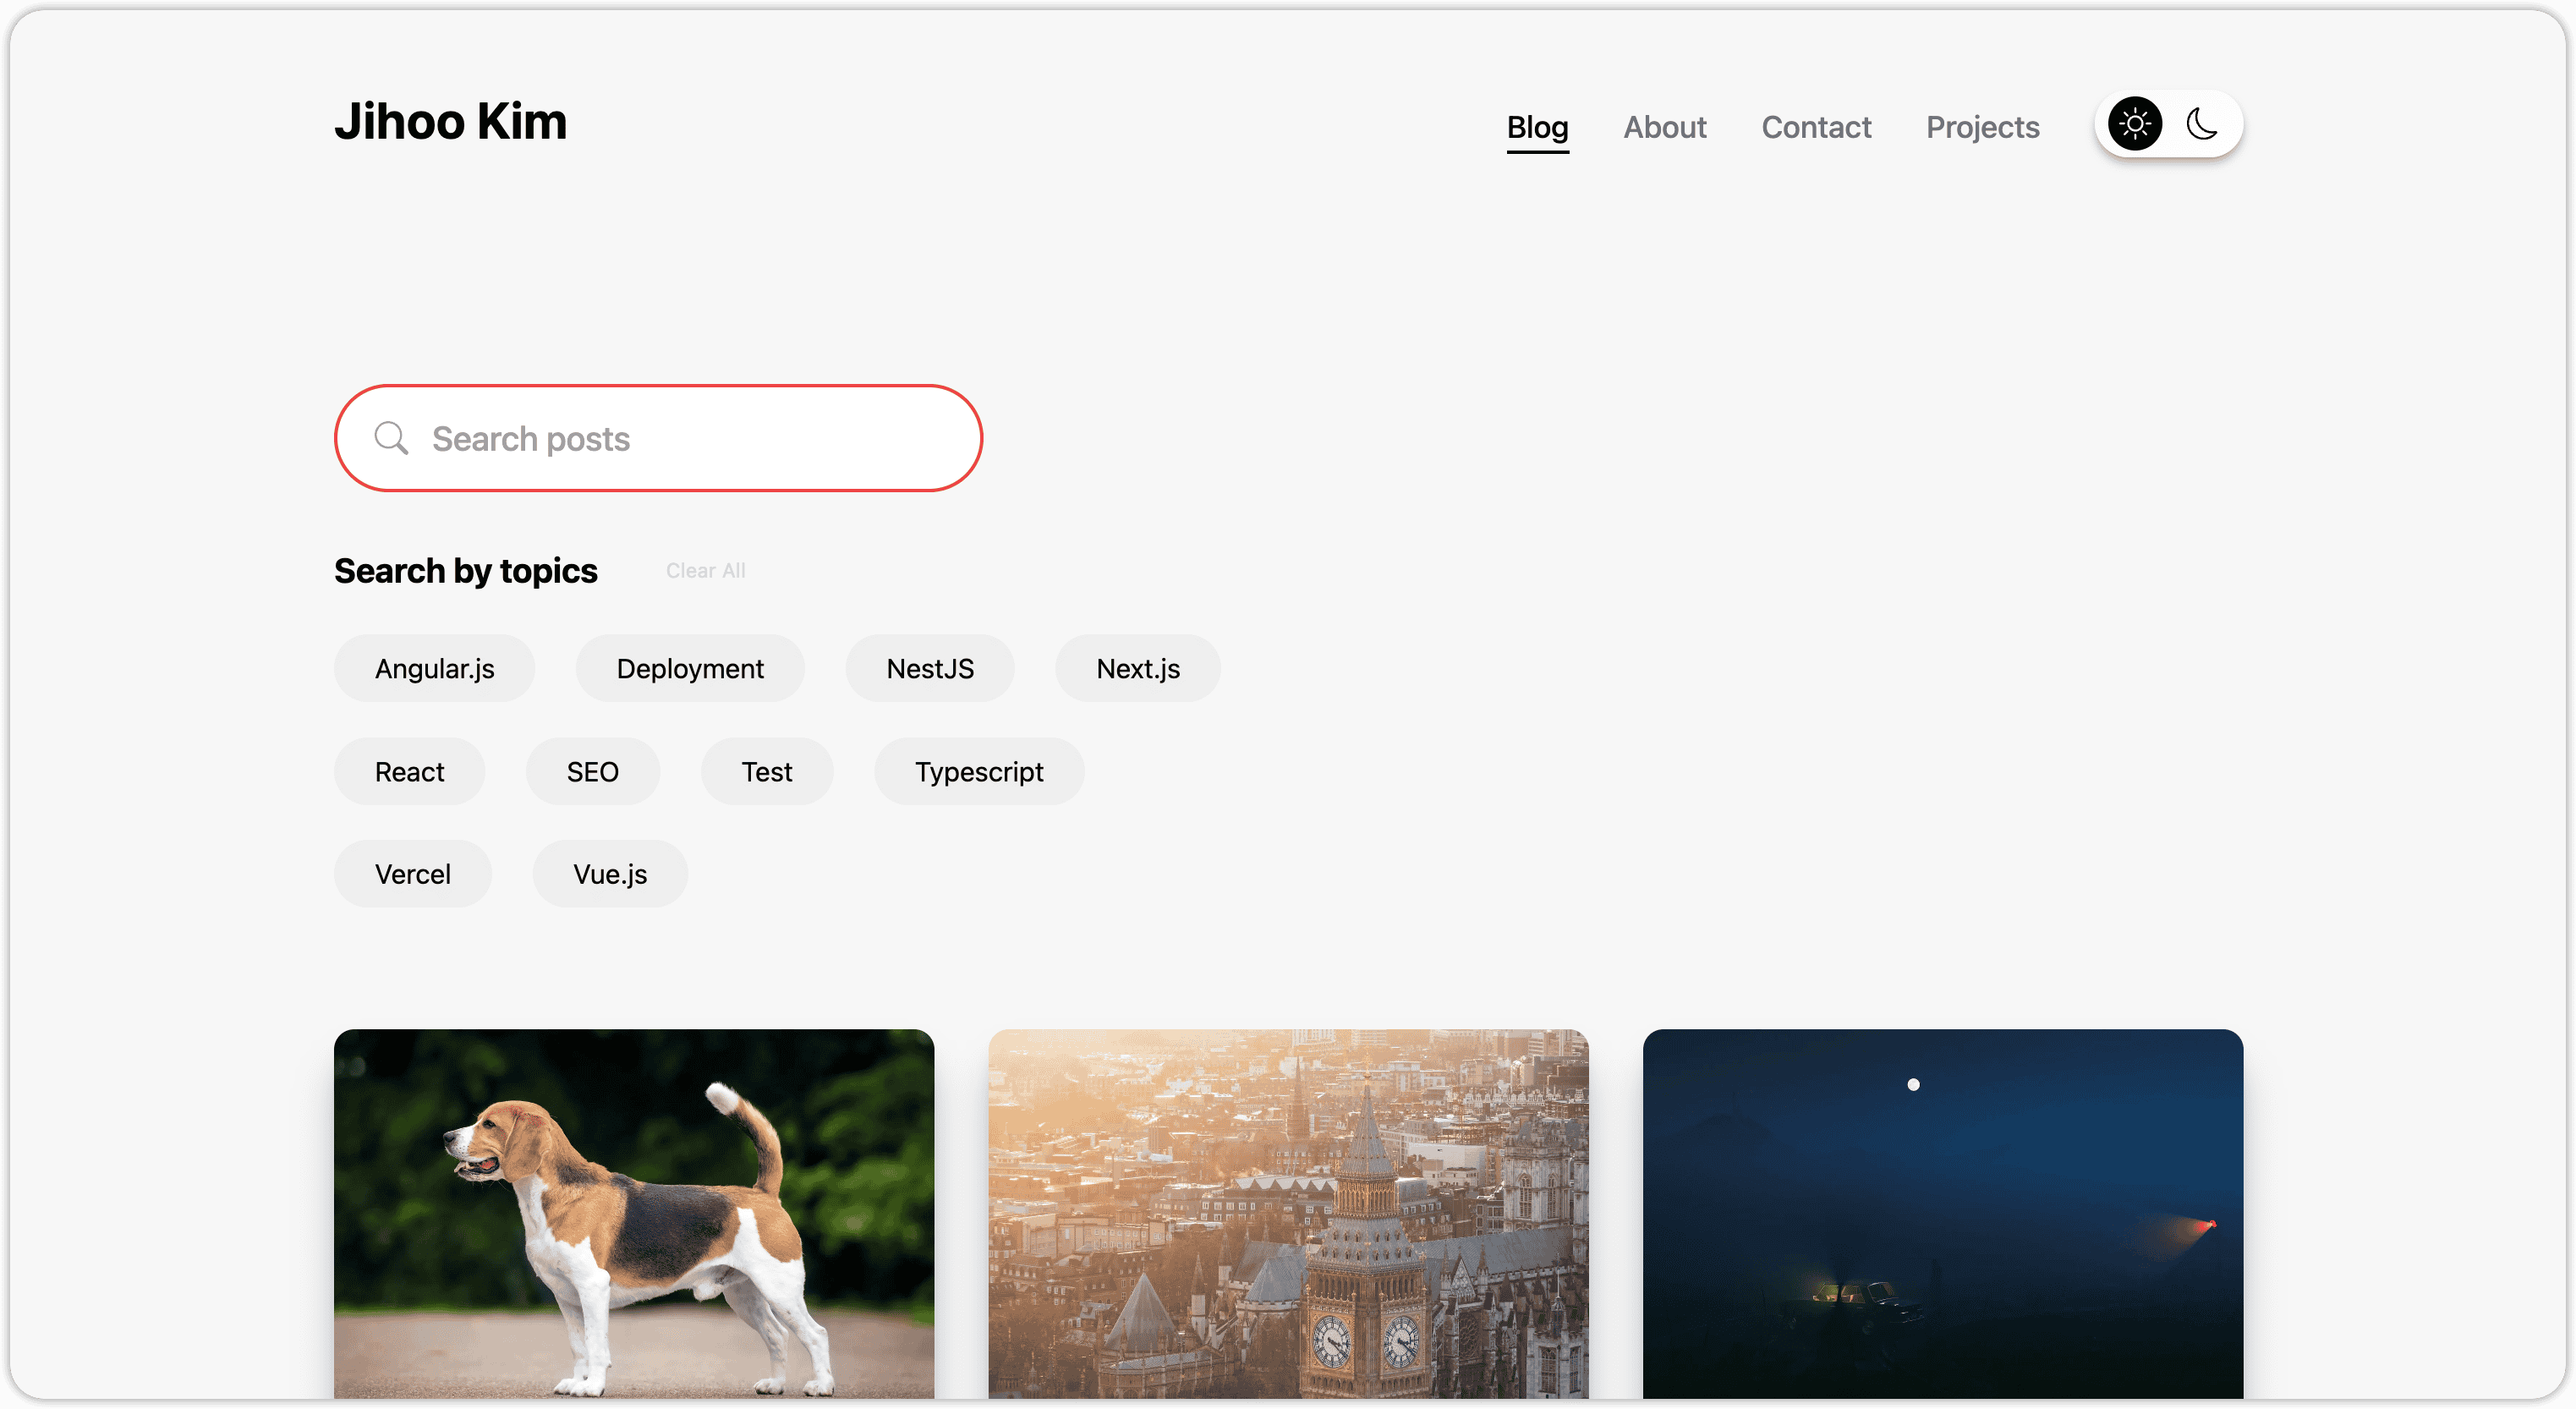 Jihoo Kim
Blog About Contact Projects
Search posts
Search by topics Clear All
Angular.js Deployment NestJS Next.js
React SEO Test Typescript
Vercel Vue.js